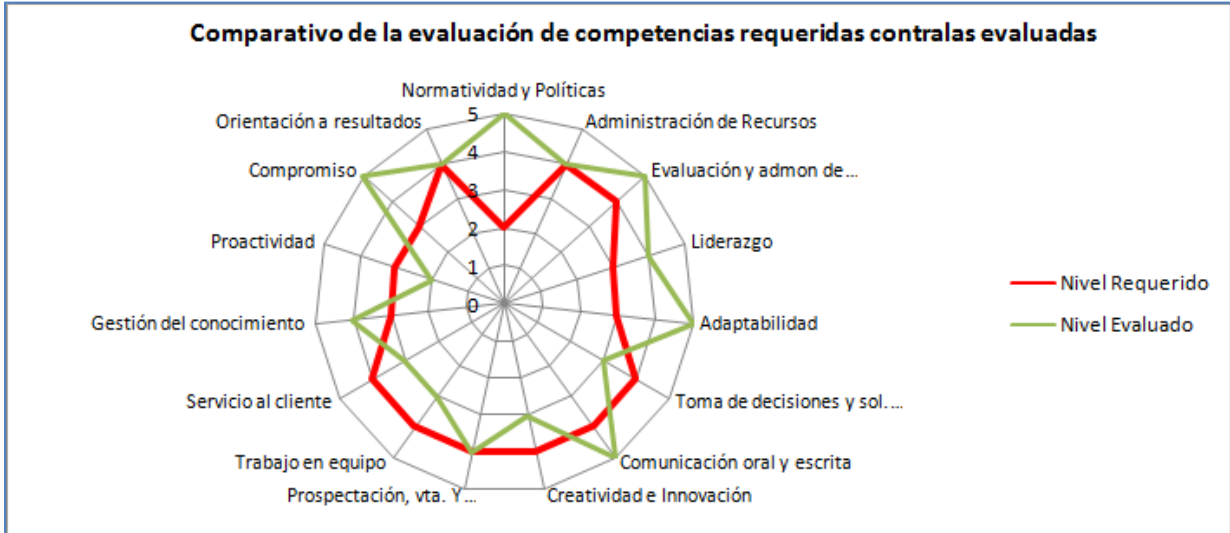 Comparativo de la evaluación de competencias requeridas contralas evaluadas
Normatividad y Políticas
Administración de Recursos
Evaluación y admon de...
Liderazgo
Adaptabilidad
Toma de decisiones y sol. ...
Comunicación oral y escrita
Creatividad e Innovación
Prospectación, vta. Y...
Trabajo en equipo
Servicio al cliente
Gestión del conocimiento
Proactividad
Compromiso
Orientación a resultados
5
4
3
2
1
0
Nivel Requerido
Nivel Evaluado